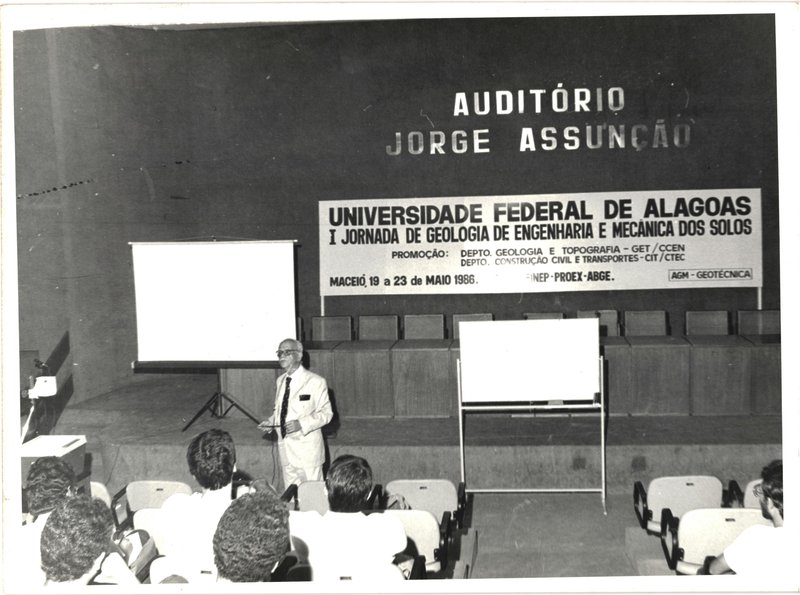 AUDITÓRIO
JORGE ASSUNÇÃO
UNIVERSIDADE FEDERAL DE ALAGOAS
I JORNADA DE GEOLOGIA DE ENGENHARIA E MECÂNICA DOS SOLOS
PROMOÇÃO: DEPTO. GEOLOGIA E TOPOGRAFIA - GET/CCEN
DEPTO. CONSTRUÇÃO CIVIL E TRANSPORTES - CIT/CTEC
MACEIÓ, 19 a 23 de MAIO 1986. INEP-PROEX-ABGE.
AGM - GEOTÉCNICA